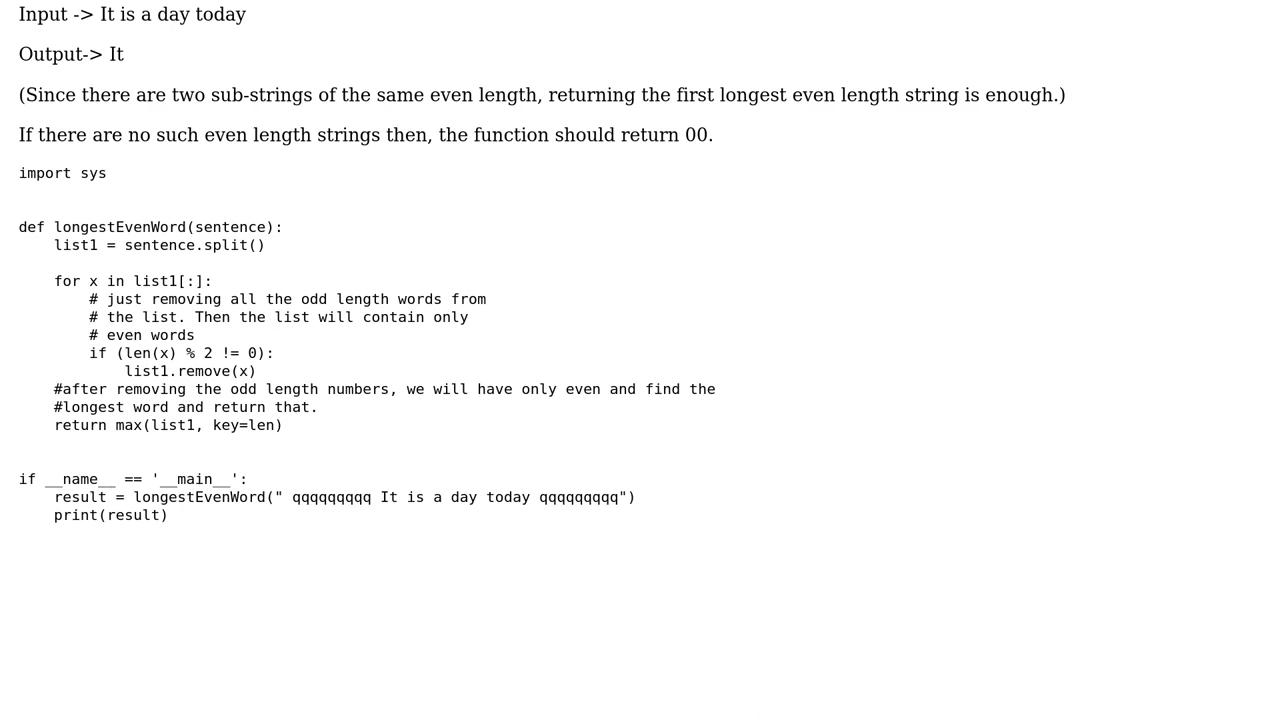 Input -> It is a day today
Output-> It
(Since there are two sub-strings of the same even length, returning the first longest even length string is enough.)
If there are no such even length strings then, the function should return 00.
import sys
def longestEvenWord(sentence):
    list1 = sentence.split()
    for x in list1[:]:
        # just removing all the odd length words from
        # the list. Then the list will contain only
        # even words
        if (len(x) % 2 != 0):
            list1.remove(x)
    #after removing the odd length numbers, we will have only even and find the
    #longest word and return that.
    return max(list1, key=len)
if __name__ == '__main__':
    result = longestEvenWord(" qqqqqqqqq It is a day today qqqqqqqqq")
    print(result)